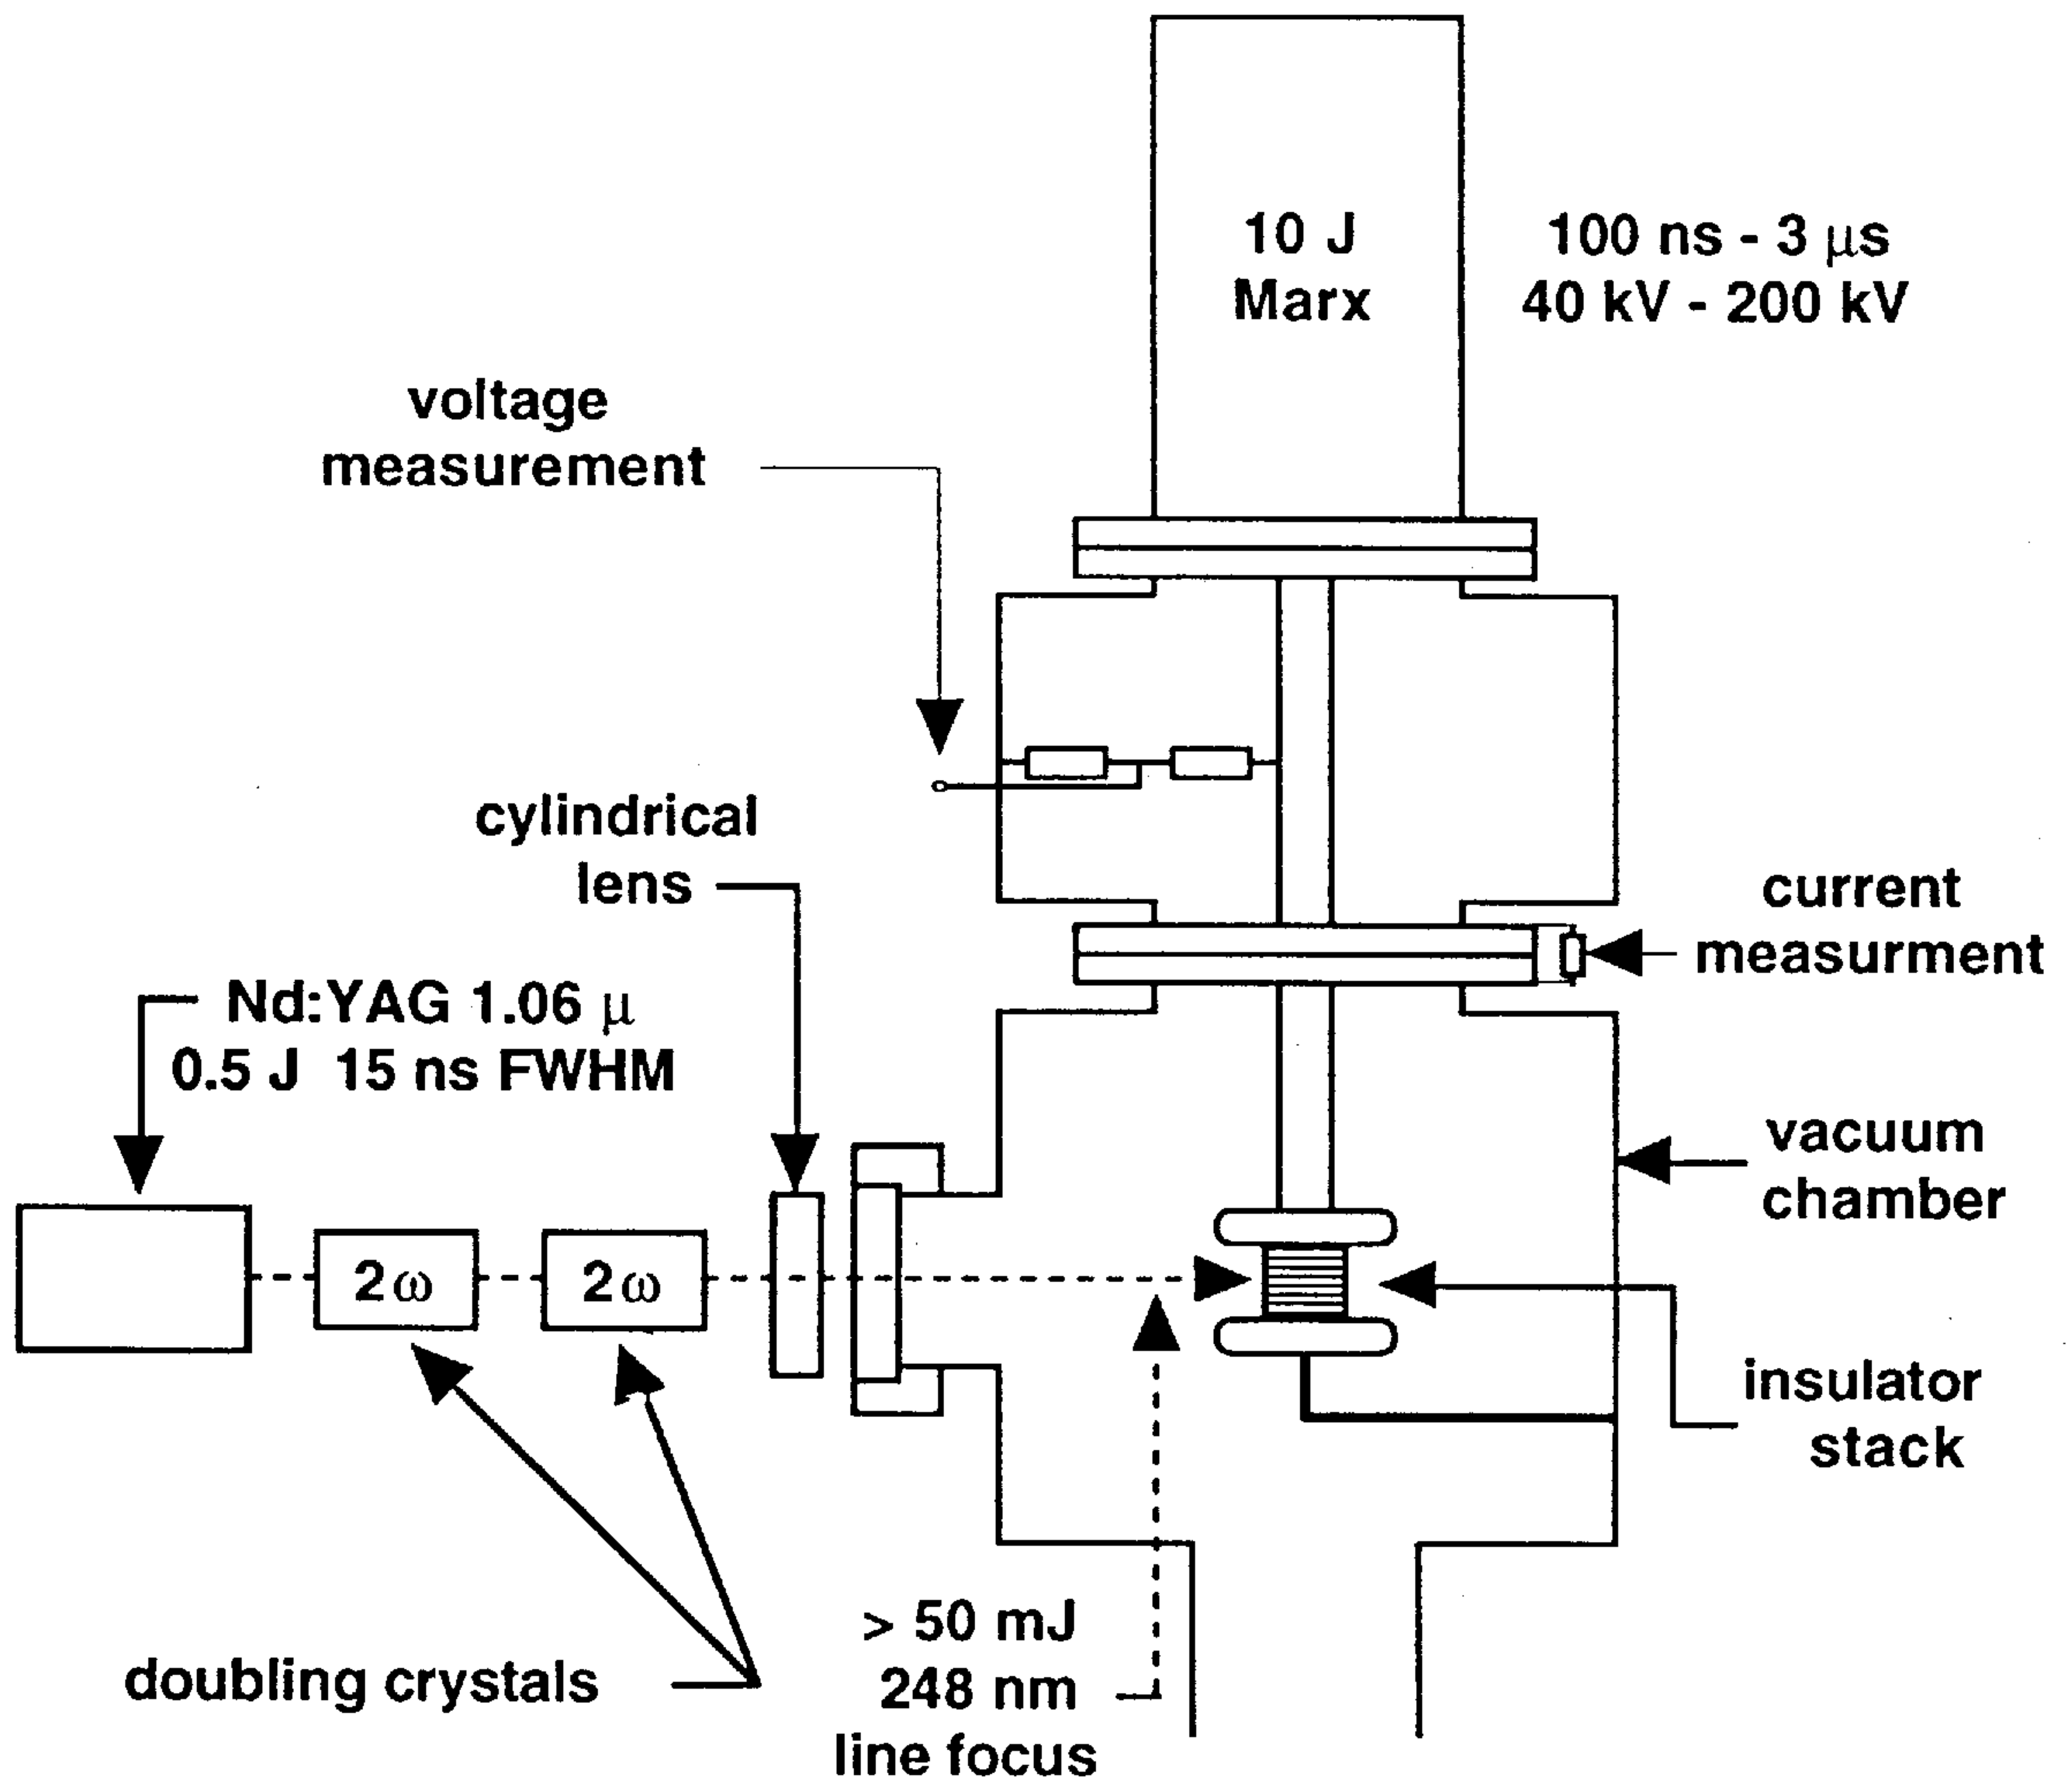 10 J
Marx
100 ns - 3 μs
40 kV - 200 kV
voltage
measurement
cylindrical
lens
current
measurment
Nd:YAG 1.06 μ
0.5 J 15 ns FWHM
vacuum
chamber
2ω
2ω
insulator
stack
doubling crystals
> 50 mJ
248 nm
line focus